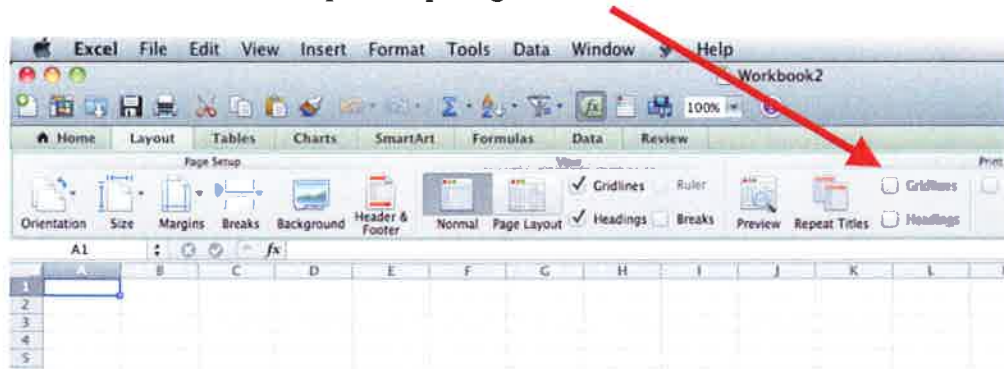 Excel File Edit View Insert Format Tools Data Window Help
Workbook2
100%
Home Layout Tables Charts SmartArt Formulas Data Review
Page Setup View Print
Orientation Size Margins Breaks Background Header & Footer Normal Page Layout Gridlines Headings Ruler Breaks Preview Repeat Titles Gridlines Headings
A1 fx
A B C D E F G H I J K L
1
2
3
4
5